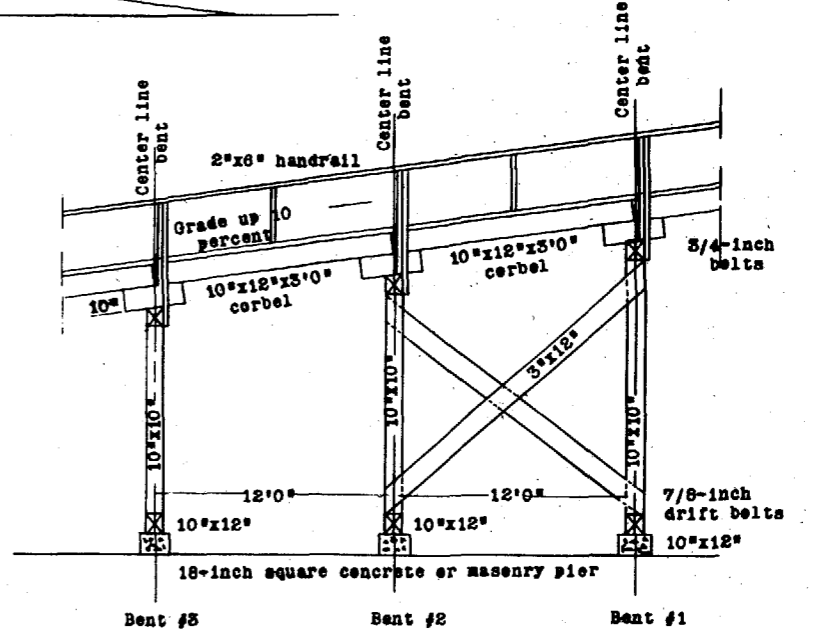 Center line
bent
Center line
bent
Center line
bent
2"x6" handrail
Grade up 10
percent
10"x12"x3'0"
corbel
10"x12"x3'0"
corbel
3/4-inch
bolts
10"
3"x12"
10"x10"
10"x10"
10"x10"
12'0"
12'0"
7/8-inch
drift bolts
10"x12"
10"x12"
10"x12"
18-inch square concrete or masonry pier
Bent #3
Bent #2
Bent #1